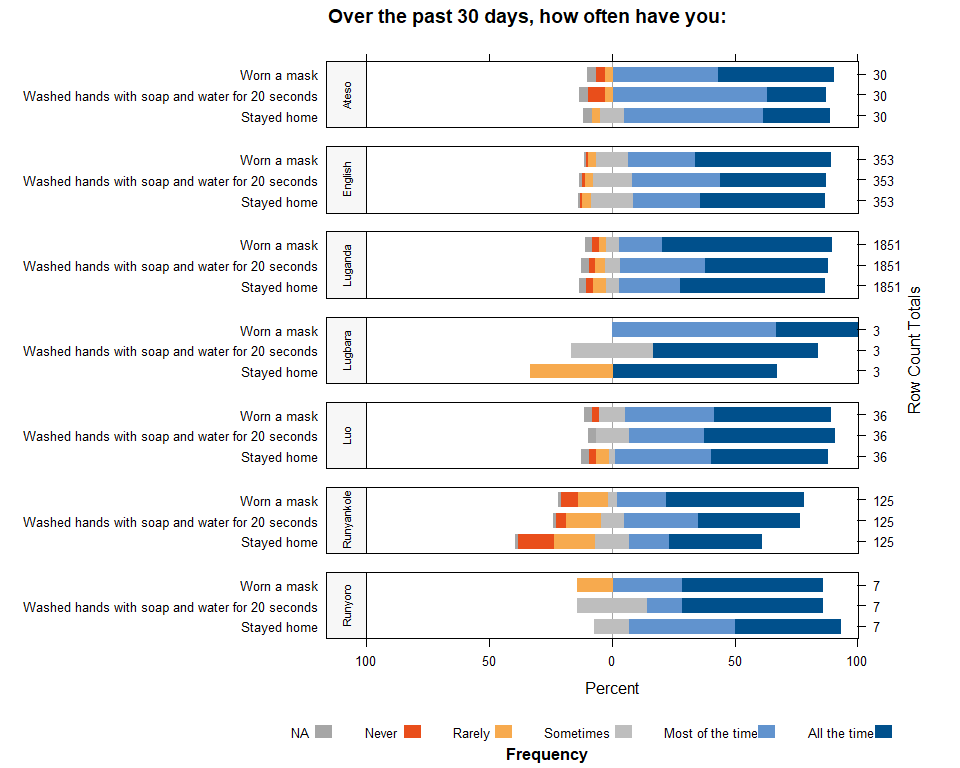 Over the past 30 days, how often have you:
Ateso
Worn a mask 30
Washed hands with soap and water for 20 seconds 30
Stayed home 30
English
Worn a mask 353
Washed hands with soap and water for 20 seconds 353
Stayed home 353
Luganda
Worn a mask 1851
Washed hands with soap and water for 20 seconds 1851
Stayed home 1851
Lugbara
Worn a mask 3
Washed hands with soap and water for 20 seconds 3
Stayed home 3
Luo
Worn a mask 36
Washed hands with soap and water for 20 seconds 36
Stayed home 36
Runyankole
Worn a mask 125
Washed hands with soap and water for 20 seconds 125
Stayed home 125
Runyoro
Worn a mask 7
Washed hands with soap and water for 20 seconds 7
Stayed home 7
Row Count Totals
100 50 0 50 100
Percent
NA Never Rarely Sometimes Most of the time All the time
Frequency